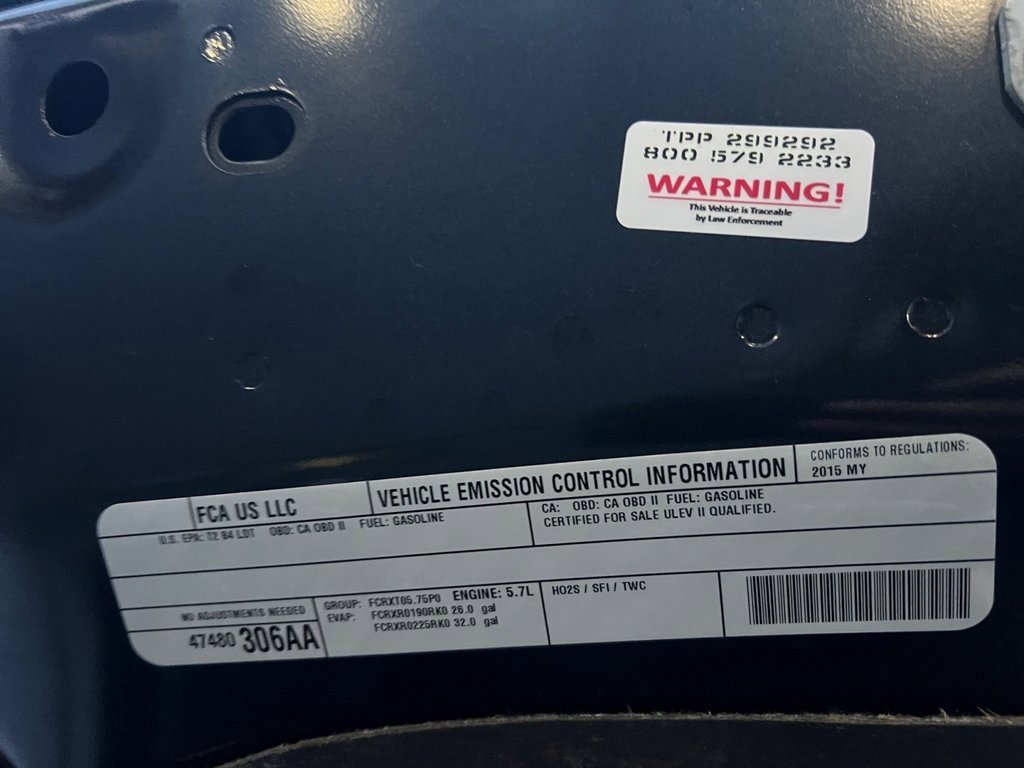 TPP 299292
800 579 2233
WARNING!
This Vehicle is Traceable
by Law Enforcement
FCA US LLC
VEHICLE EMISSION CONTROL INFORMATION
CONFORMS TO REGULATIONS:
2015 MY
U.S. EPA: T2 B4 LDT OBD: CA OBD II FUEL: GASOLINE
CA: OBD: CA OBD II FUEL: GASOLINE
CERTIFIED FOR SALE ULEV II QUALIFIED.
NO ADJUSTMENTS NEEDED
47480 306AA
GROUP: FCRXT05.75P0 ENGINE: 5.7L
EVAP: FCRXR0190RK0 26.0 gal
FCRXR0225RK0 32.0 gal
HO2S / SFI / TWC